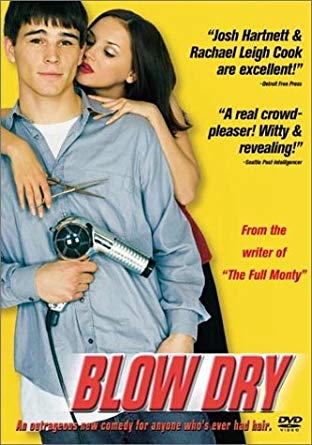 "Josh Hartnett &
Rachael Leigh Cook
are excellent!"
-Detroit Free Press
"A real crowd-
pleaser! Witty &
revealing!"
-Seattle Post Intelligencer
From the
writer of
"The Full Monty"
BLOW DRY
An outrageous new comedy for anyone who's ever had hair.
DVD
VIDEO